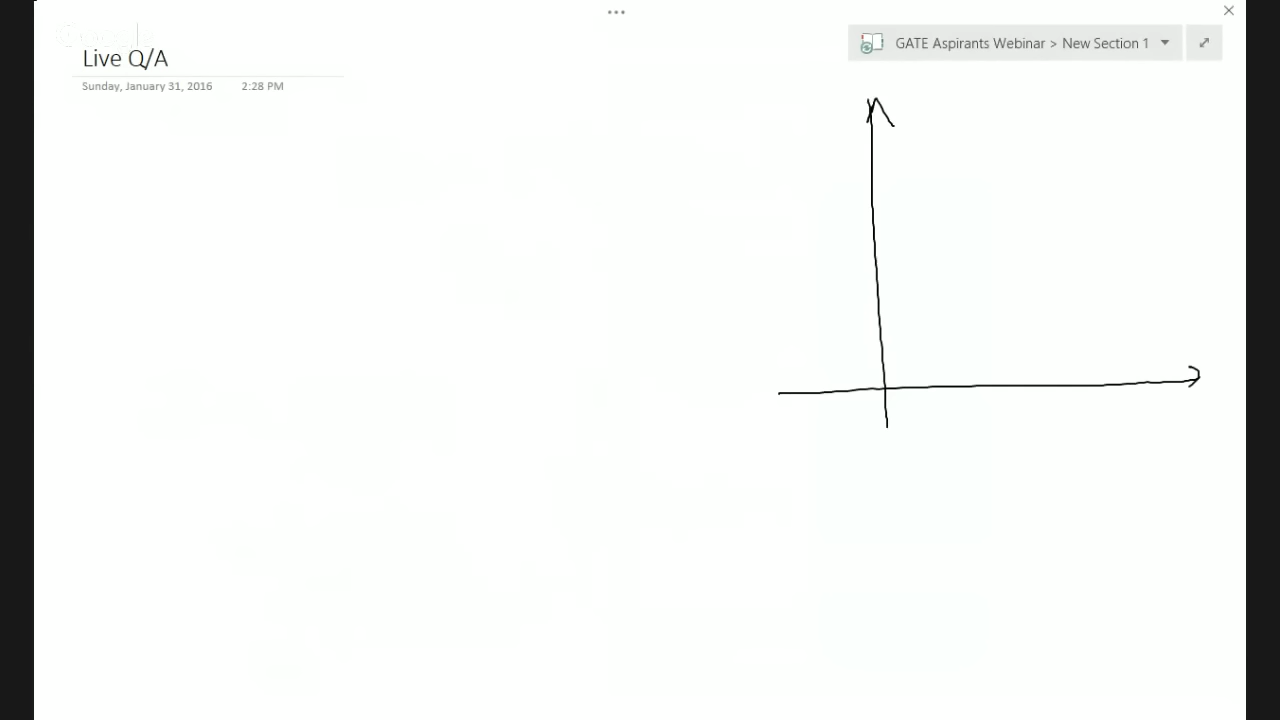 Live Q/A
Sunday, January 31, 2016 2:28 PM
GATE Aspirants Webinar > New Section 1